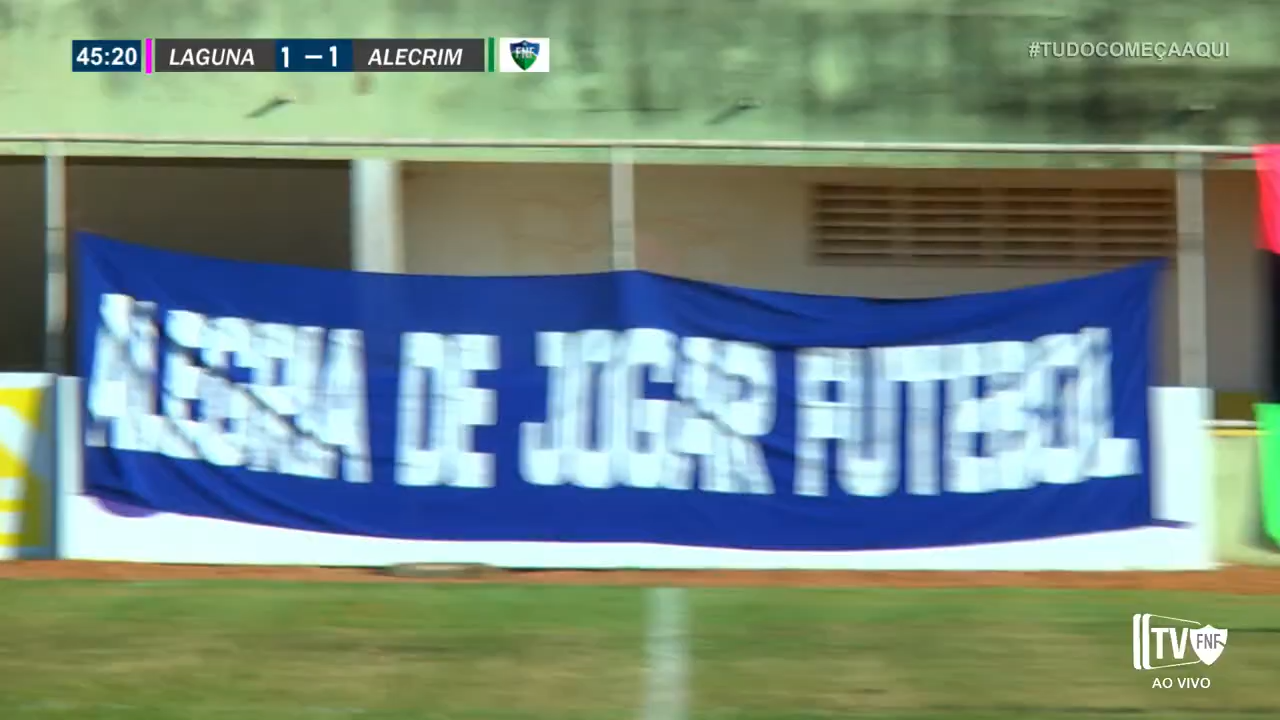 45:20 LAGUNA 1 – 1 ALECRIM FNF
#TUDOCOMEÇAAQUI
ALEGRIA DE JOGAR FUTEBOL
TV FNF
AO VIVO